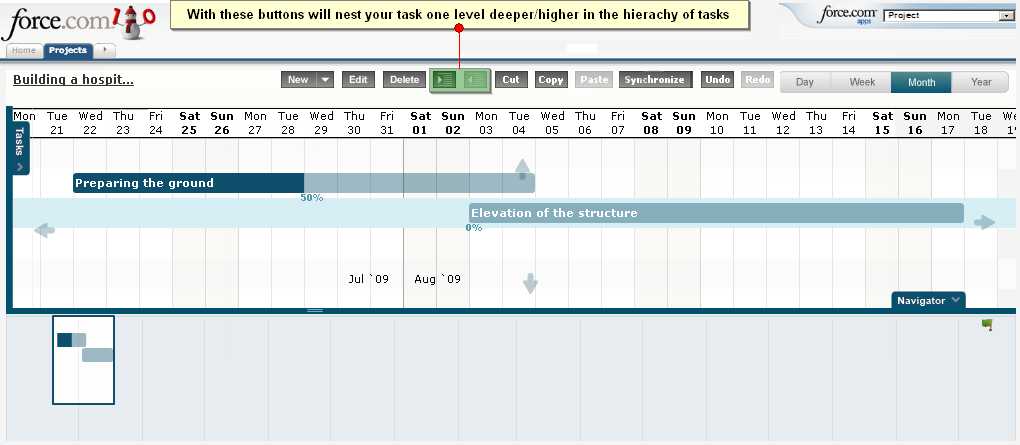 With these buttons will nest your task one level deeper/higher in the hierachy of tasks
force.com
force.com apps Project
Home Projects
Building a hospit...
New Edit Delete Cut Copy Paste Synchronize Undo Redo Day Week Month Year
Mon Tue Wed Thu Fri Sat Sun Mon Tue Wed Thu Fri Sat Sun Mon Tue Wed Thu Fri Sat Sun Mon Tue Wed Thu Fri Sat Sun Mon Tue
21 22 23 24 25 26 27 28 29 30 31 01 02 03 04 05 06 07 08 09 10 11 12 13 14 15 16 17 18 19
Tasks
Preparing the ground
50%
Elevation of the structure
0%
Jul `09 Aug `09
Navigator